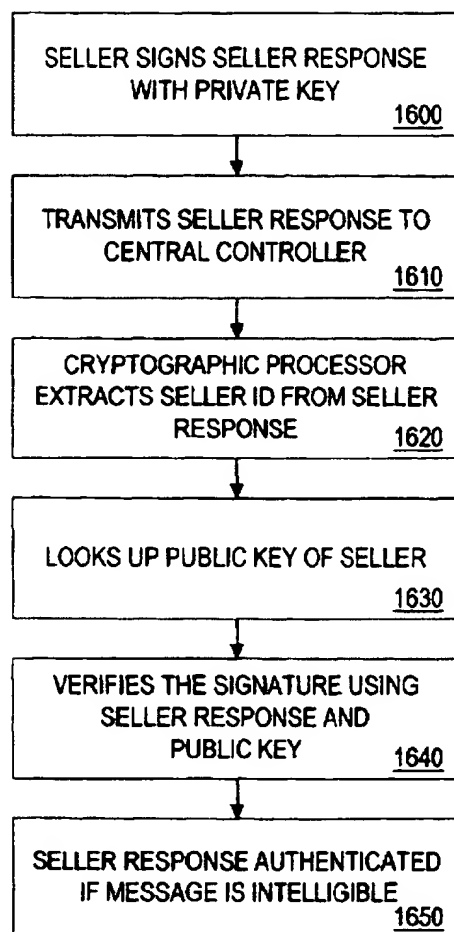 SELLER SIGNS SELLER RESPONSE
WITH PRIVATE KEY
1600
TRANSMITS SELLER RESPONSE TO
CENTRAL CONTROLLER
1610
CRYPTOGRAPHIC PROCESSOR
EXTRACTS SELLER ID FROM SELLER
RESPONSE
1620
LOOKS UP PUBLIC KEY OF SELLER
1630
VERIFIES THE SIGNATURE USING
SELLER RESPONSE AND
PUBLIC KEY
1640
SELLER RESPONSE AUTHENTICATED
IF MESSAGE IS INTELLIGIBLE
1650